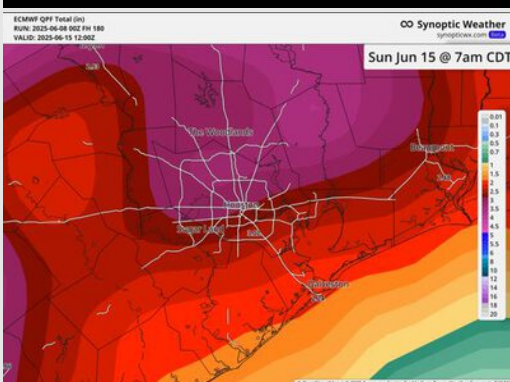 ECMWF QPF Total (in)
RUN: 2025-06-08 00Z FH 180
VALID: 2025-06-15 12:00Z
Synoptic Weather
synopticwx.com Beta
Sun Jun 15 @ 7am CDT
The Woodlands
Beaumont
Houston
Sugar Land
Galveston
0.01
0.1
0.3
0.5
0.7
1
1.5
2
2.5
3
3.5
4
4.5
5
5.5
6
8
10
12
14
16
18
20